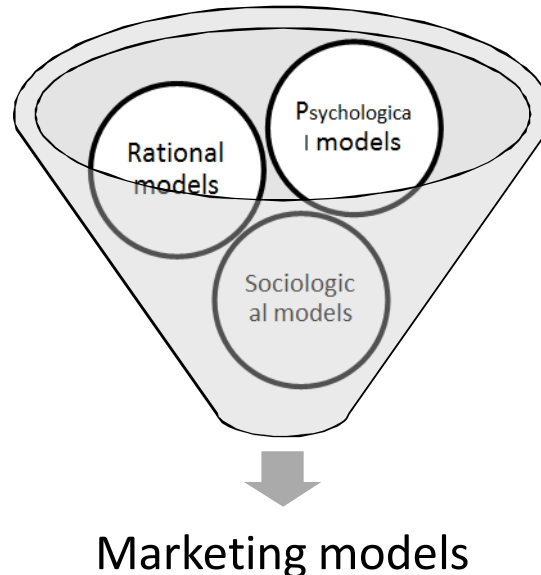 Psychologica
l models
Rational
models
Sociologic
al models
Marketing models